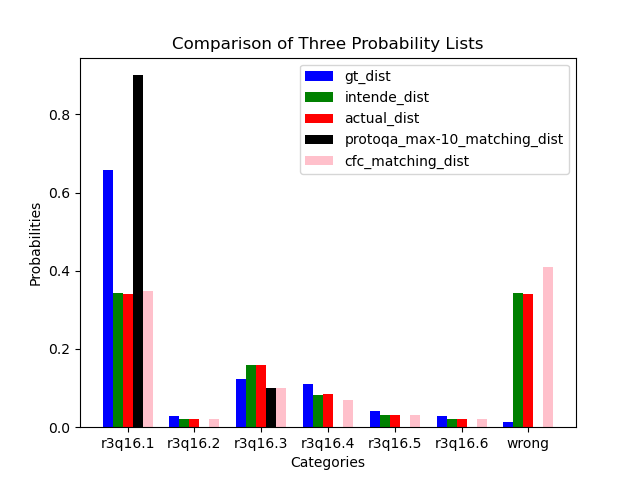 Comparison of Three Probability Lists
gt_dist
intende_dist
actual_dist
protoqa_max-10_matching_dist
cfc_matching_dist
Probabilities
0.8
0.6
0.4
0.2
0.0
r3q16.1 r3q16.2 r3q16.3 r3q16.4 r3q16.5 r3q16.6 wrong
Categories